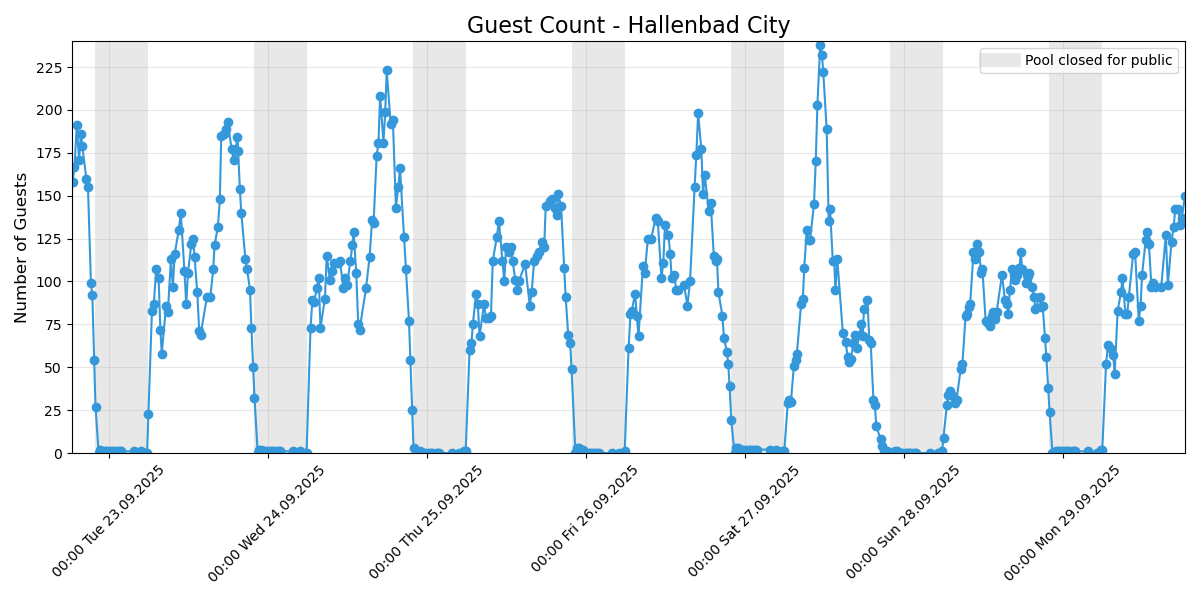 Guest Count - Hallenbad City
Pool closed for public
Number of Guests
225
200
175
150
125
100
75
50
25
0
00:00 Tue 23.09.2025
00:00 Wed 24.09.2025
00:00 Thu 25.09.2025
00:00 Fri 26.09.2025
00:00 Sat 27.09.2025
00:00 Sun 28.09.2025
00:00 Mon 29.09.2025